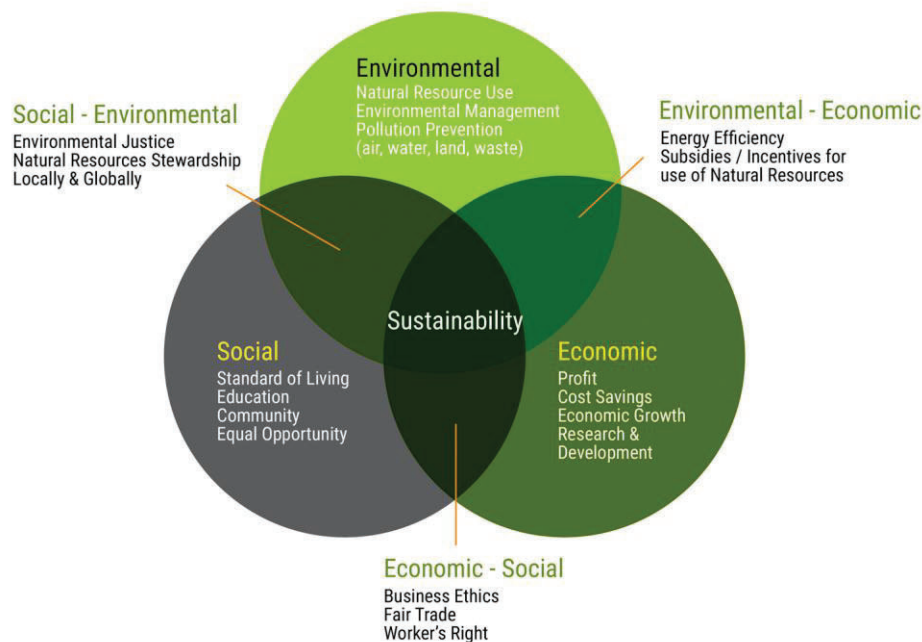 Environmental
Natural Resource Use
Environmental Management
Pollution Prevention
(air, water, land, waste)
Social - Environmental
Environmental Justice
Natural Resources Stewardship
Locally & Globally
Environmental - Economic
Energy Efficiency
Subsidies / Incentives for
use of Natural Resources
Sustainability
Social
Standard of Living
Education
Community
Equal Opportunity
Economic
Profit
Cost Savings
Economic Growth
Research &
Development
Economic - Social
Business Ethics
Fair Trade
Worker's Right